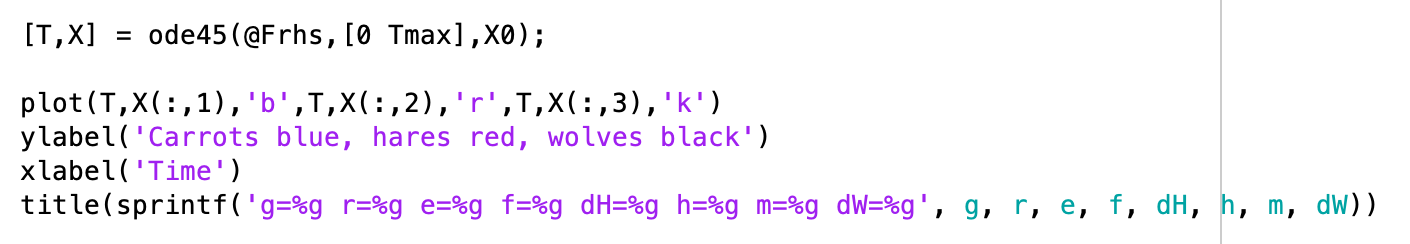 [T,X] = ode45(@Frhs,[0 Tmax],X0);
plot(T,X(:,1),'b',T,X(:,2),'r',T,X(:,3),'k')
ylabel('Carrots blue, hares red, wolves black')
xlabel('Time')
title(sprintf('g=%g r=%g e=%g f=%g dH=%g h=%g m=%g dW=%g', g, r, e, f, dH, h, m, dW))